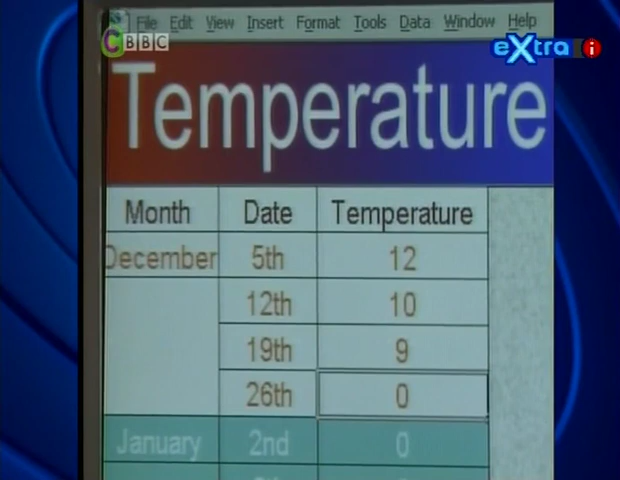 File Edit View Insert Format Tools Data Window Help
CBBC
extra i
Temperature
Month Date Temperature
December 5th 12
12th 10
19th 9
26th 0
January 2nd 0